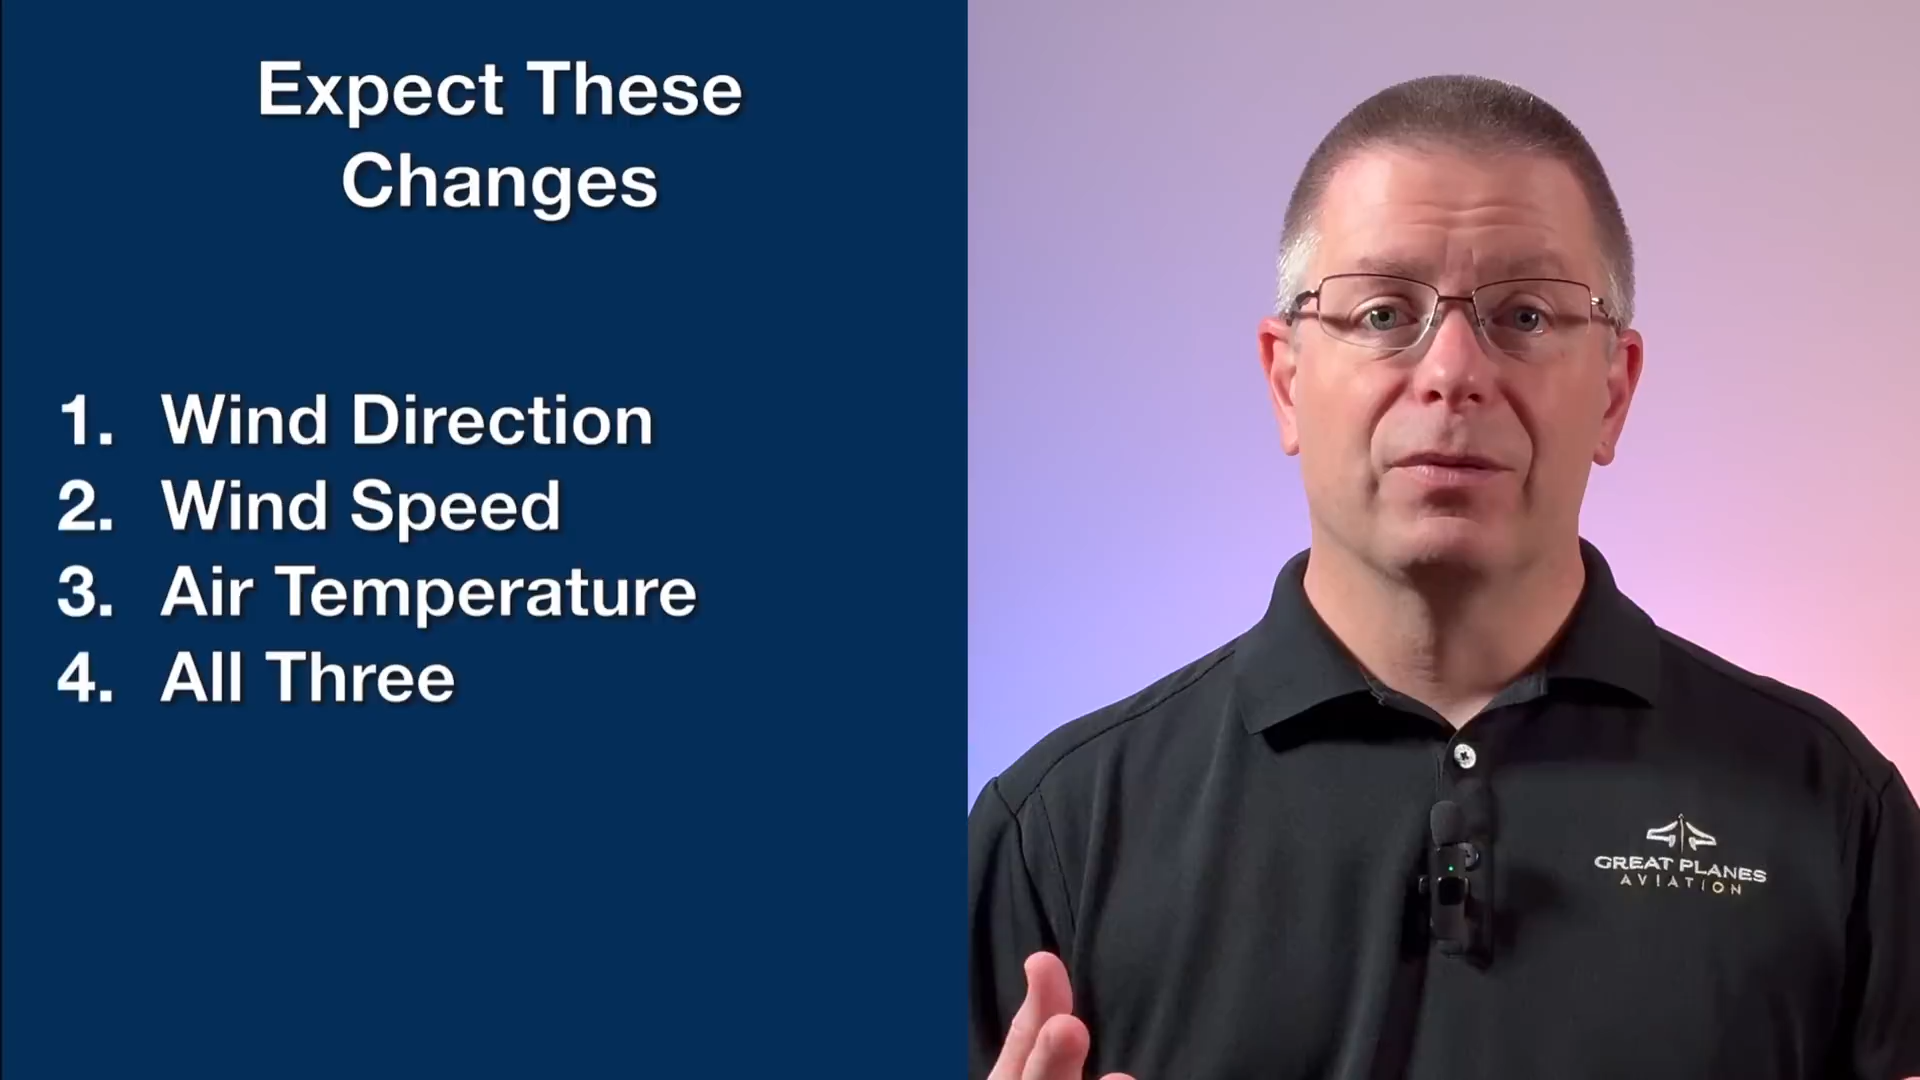 Expect These
Changes
1. Wind Direction
2. Wind Speed
3. Air Temperature
4. All Three
GREAT PLANES
AVIATION